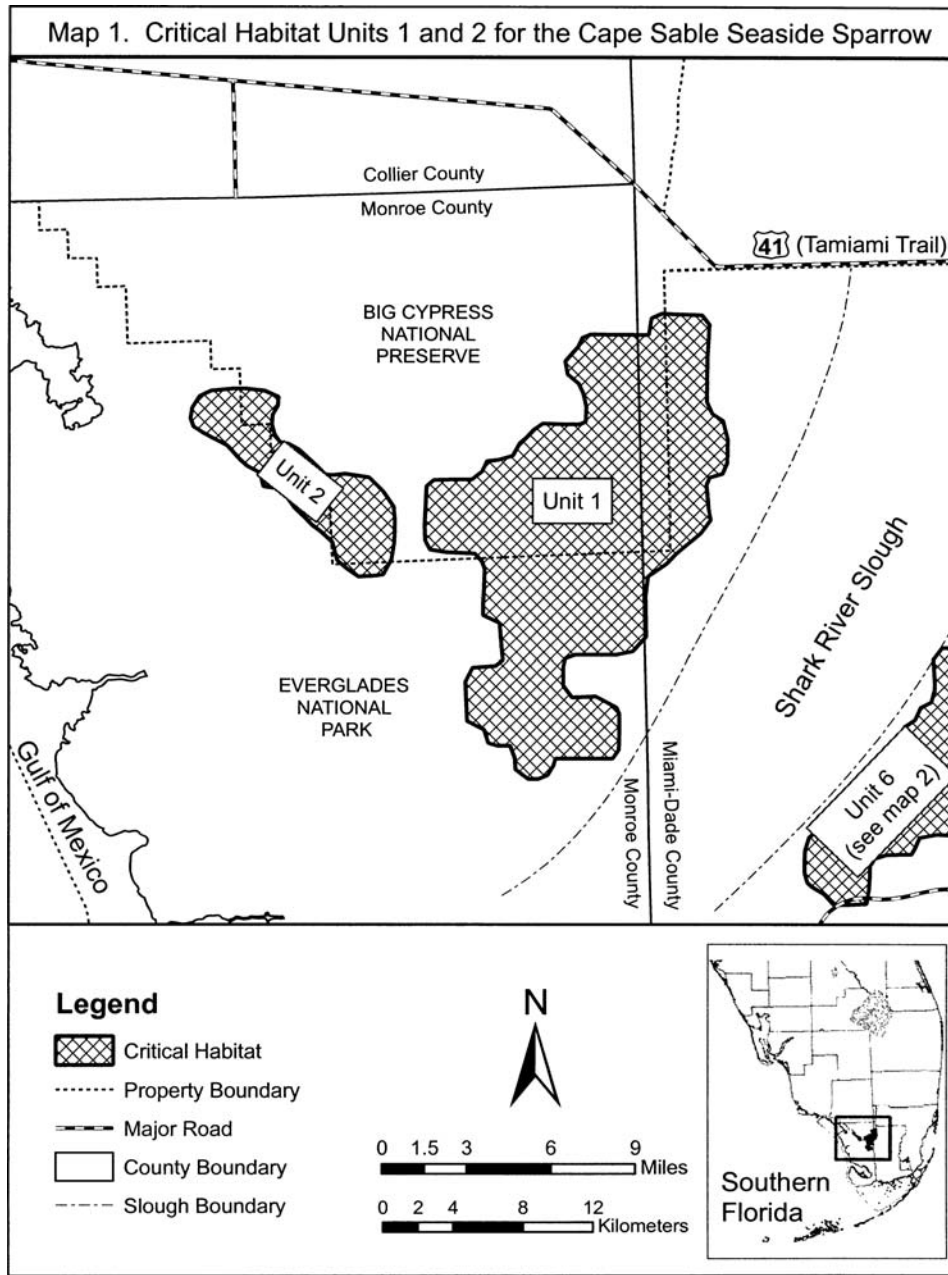 Map 1. Critical Habitat Units 1 and 2 for the Cape Sable Seaside Sparrow
Collier County
Monroe County
41 (Tamiami Trail)
BIG CYPRESS
NATIONAL
PRESERVE
Unit 2
Unit 1
Shark River Slough
EVERGLADES
NATIONAL
PARK
Gulf of Mexico
Monroe County
Miami-Dade County
Unit 6
(see map 2)
Legend
Critical Habitat
Property Boundary
Major Road
County Boundary
Slough Boundary
N
0 1.5 3 6 9
Miles
0 2 4 8 12
Kilometers
Southern
Florida